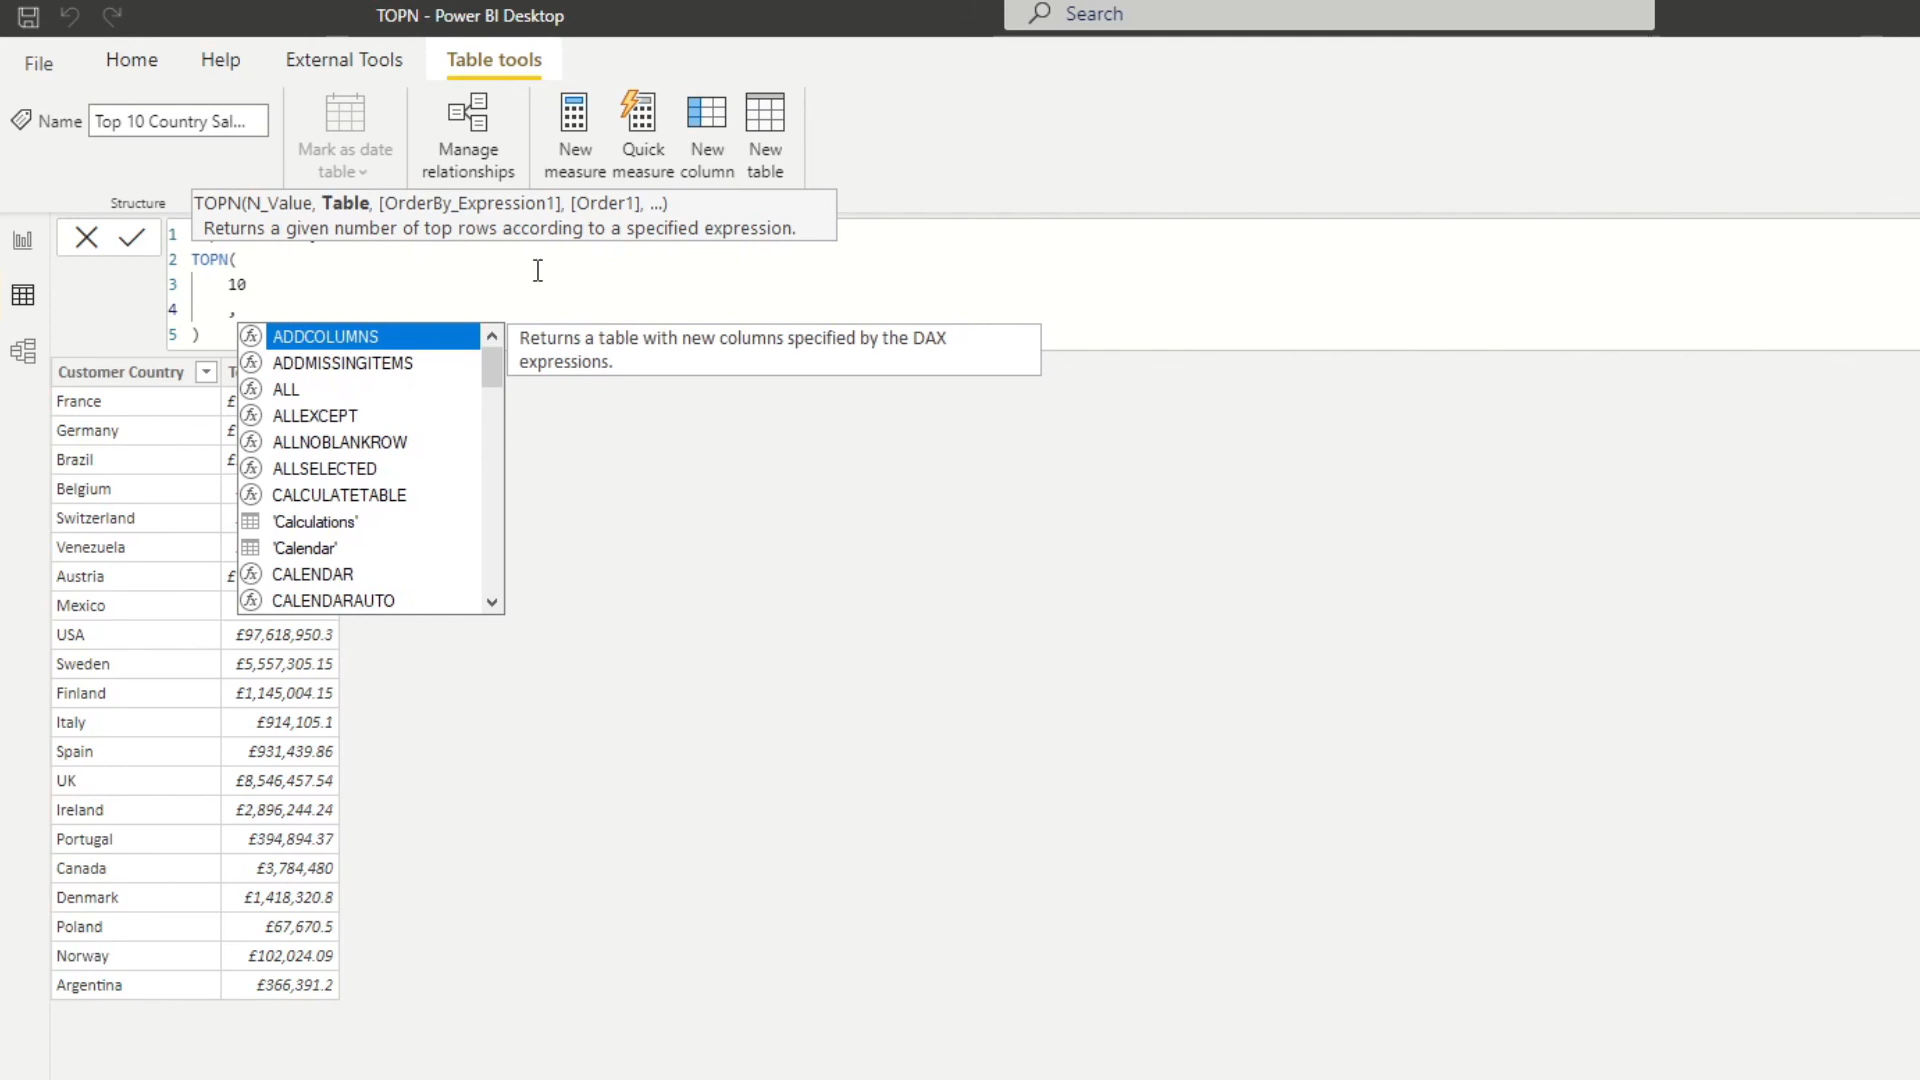 TOPN - Power BI Desktop
Search
File
Home
Help
External Tools
Table tools
Name
Top 10 Country Sal...
Mark as date
table
Manage
relationships
New
measure
Quick
measure
New
column
New
table
Structure
TOPN(N_Value, Table, [OrderBy_Expression1], [Order1], ...)
Returns a given number of top rows according to a specified expression.
1
2 TOPN(
3 10
4 ,
5 )
ADDCOLUMNS
ADDMISSINGITEMS
ALL
ALLEXCEPT
ALLNOBLANKROW
ALLSELECTED
CALCULATETABLE
'Calculations'
'Calendar'
CALENDAR
CALENDARAUTO
Returns a table with new columns specified by the DAX
expressions.
Customer Country
France £
Germany £
Brazil £
Belgium
Switzerland
Venezuela
Austria £
Mexico
USA £97,618,950.3
Sweden £5,557,305.15
Finland £1,145,004.15
Italy £914,105.1
Spain £931,439.86
UK £8,546,457.54
Ireland £2,896,244.24
Portugal £394,894.37
Canada £3,784,480
Denmark £1,418,320.8
Poland £67,670.5
Norway £102,024.09
Argentina £366,391.2